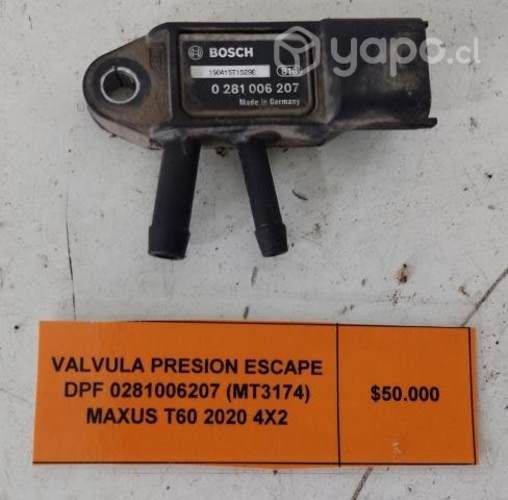 yapo.cl
BOSCH
0 281 006 207
Made in Germany
VALVULA PRESION ESCAPE
DPF 0281006207 (MT3174)
MAXUS T60 2020 4X2
$50.000